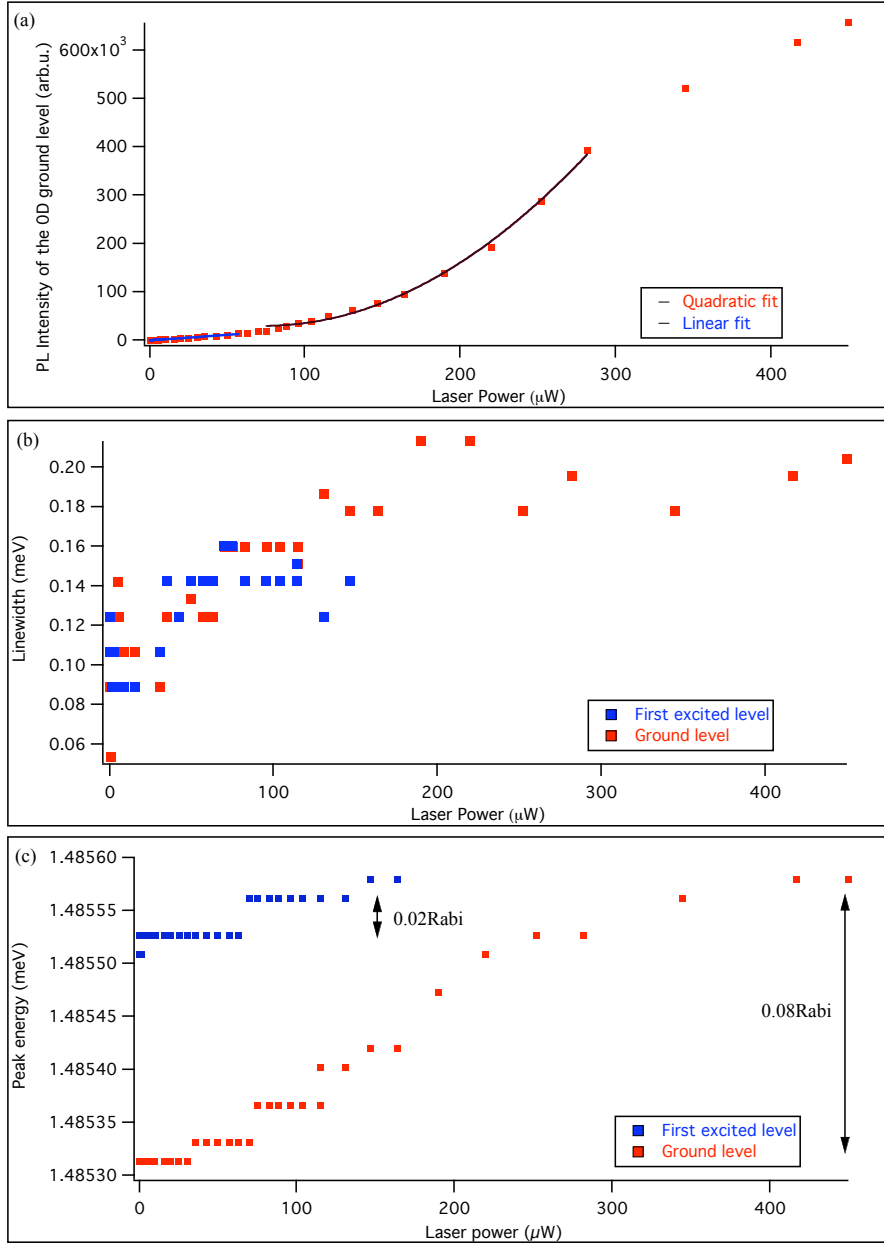 (a)
PL Intensity of the 0D ground level (arb.u.)
600x10³
400
300
200
100
0
0 100 200 300 400
Laser Power (µW)
– Quadratic fit
– Linear fit
(b)
Linewidth (meV)
0.20
0.18
0.16
0.14
0.12
0.10
0.08
0.06
0 100 200 300 400
Laser Power (µW)
First excited level
Ground level
(c)
Peak energy (meV)
1.48560
1.48555
1.48550
1.48545
1.48540
1.48535
1.48530
0.02Rabi
0.08Rabi
0 100 200 300 400
Laser power (µW)
First excited level
Ground level